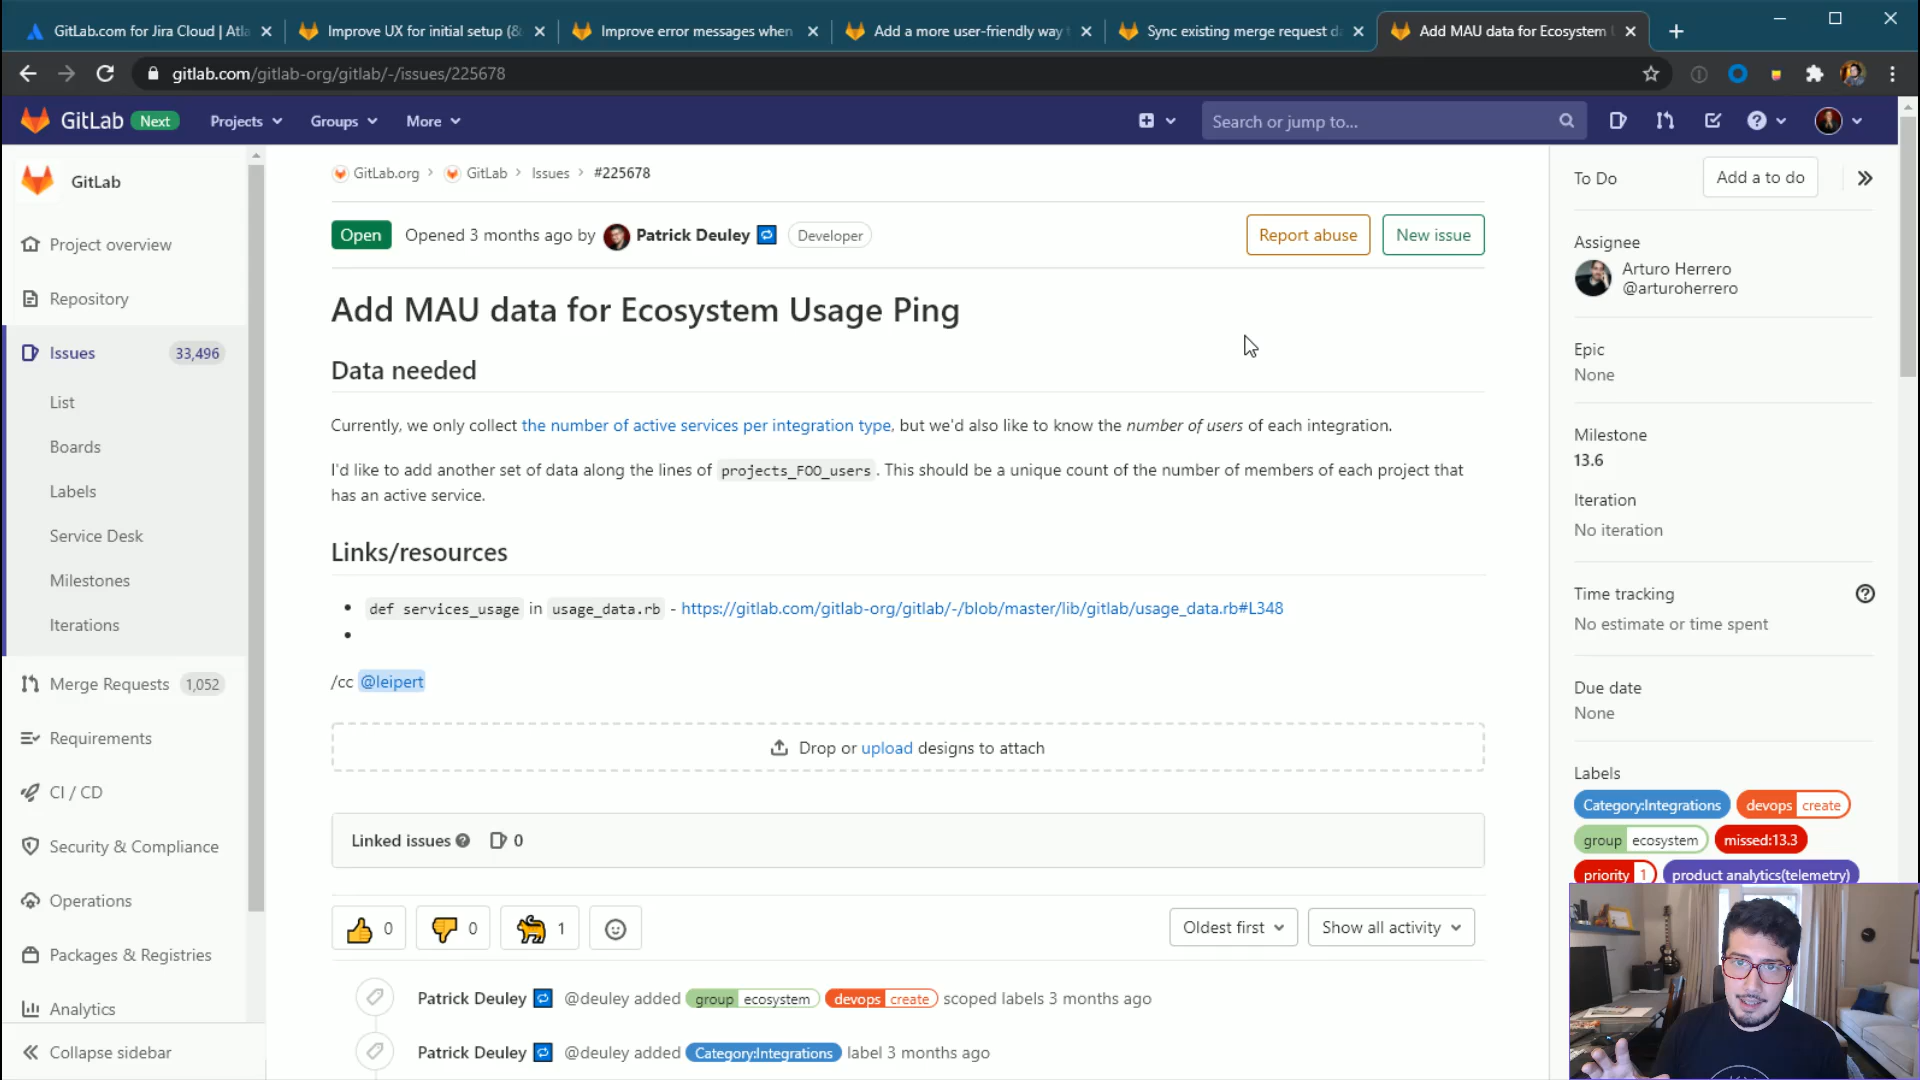 GitLab.com for Jira Cloud | Atla
Improve UX for initial setup (&
Improve error messages when
Add a more user-friendly way t
Sync existing merge request da
Add MAU data for Ecosystem U
gitlab.com/gitlab-org/gitlab/-/issues/225678
GitLab Next Projects Groups More
Search or jump to...
GitLab
Project overview
Repository
Issues 33,496
List
Boards
Labels
Service Desk
Milestones
Iterations
Merge Requests 1,052
Requirements
CI / CD
Security & Compliance
Operations
Packages & Registries
Analytics
Collapse sidebar
GitLab.org > GitLab > Issues > #225678
Open Opened 3 months ago by Patrick Deuley Developer
Report abuse New issue
Add MAU data for Ecosystem Usage Ping
Data needed
Currently, we only collect the number of active services per integration type, but we'd also like to know the number of users of each integration.
I'd like to add another set of data along the lines of projects_FOO_users. This should be a unique count of the number of members of each project that
has an active service.
Links/resources
• def services_usage in usage_data.rb - https://gitlab.com/gitlab-org/gitlab/-/blob/master/lib/gitlab/usage_data.rb#L348
•
/cc @leipert
Drop or upload designs to attach
Linked issues 0
0 0 1
Oldest first Show all activity
Patrick Deuley @deuley added group ecosystem devops create scoped labels 3 months ago
Patrick Deuley @deuley added Category:Integrations label 3 months ago
To Do Add a to do
Assignee
Arturo Herrero
@arturoherrero
Epic
None
Milestone
13.6
Iteration
No iteration
Time tracking
No estimate or time spent
Due date
None
Labels
Category:Integrations devops create
group ecosystem missed:13.3
priority 1 product analytics(telemetry)